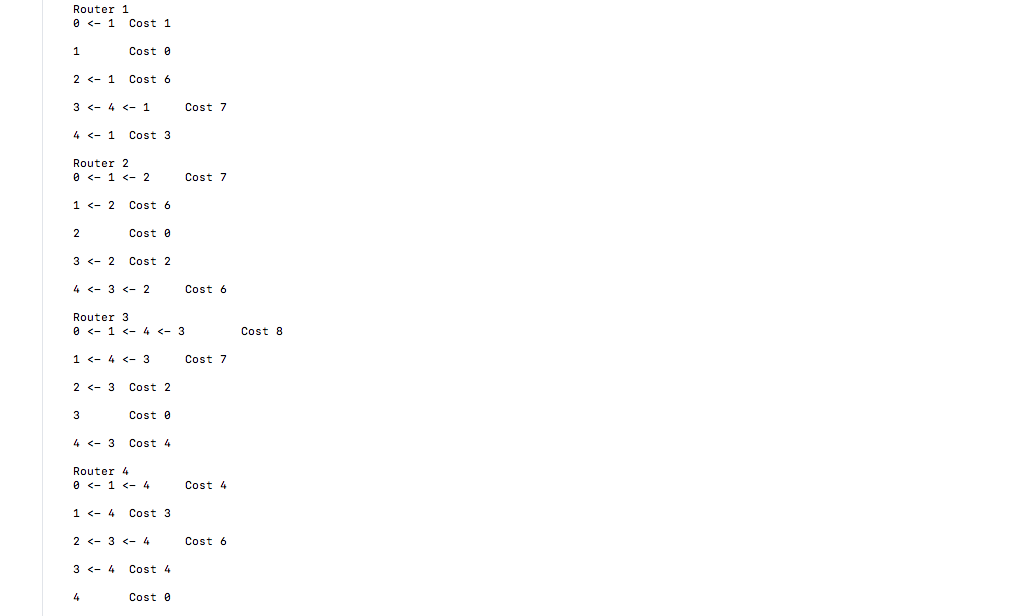 Router 1
0 <- 1  Cost 1
1       Cost 0
2 <- 1  Cost 6
3 <- 4 <- 1     Cost 7
4 <- 1  Cost 3
Router 2
0 <- 1 <- 2     Cost 7
1 <- 2  Cost 6
2       Cost 0
3 <- 2  Cost 2
4 <- 3 <- 2     Cost 6
Router 3
0 <- 1 <- 4 <- 3        Cost 8
1 <- 4 <- 3     Cost 7
2 <- 3  Cost 2
3       Cost 0
4 <- 3  Cost 4
Router 4
0 <- 1 <- 4     Cost 4
1 <- 4  Cost 3
2 <- 3 <- 4     Cost 6
3 <- 4  Cost 4
4       Cost 0